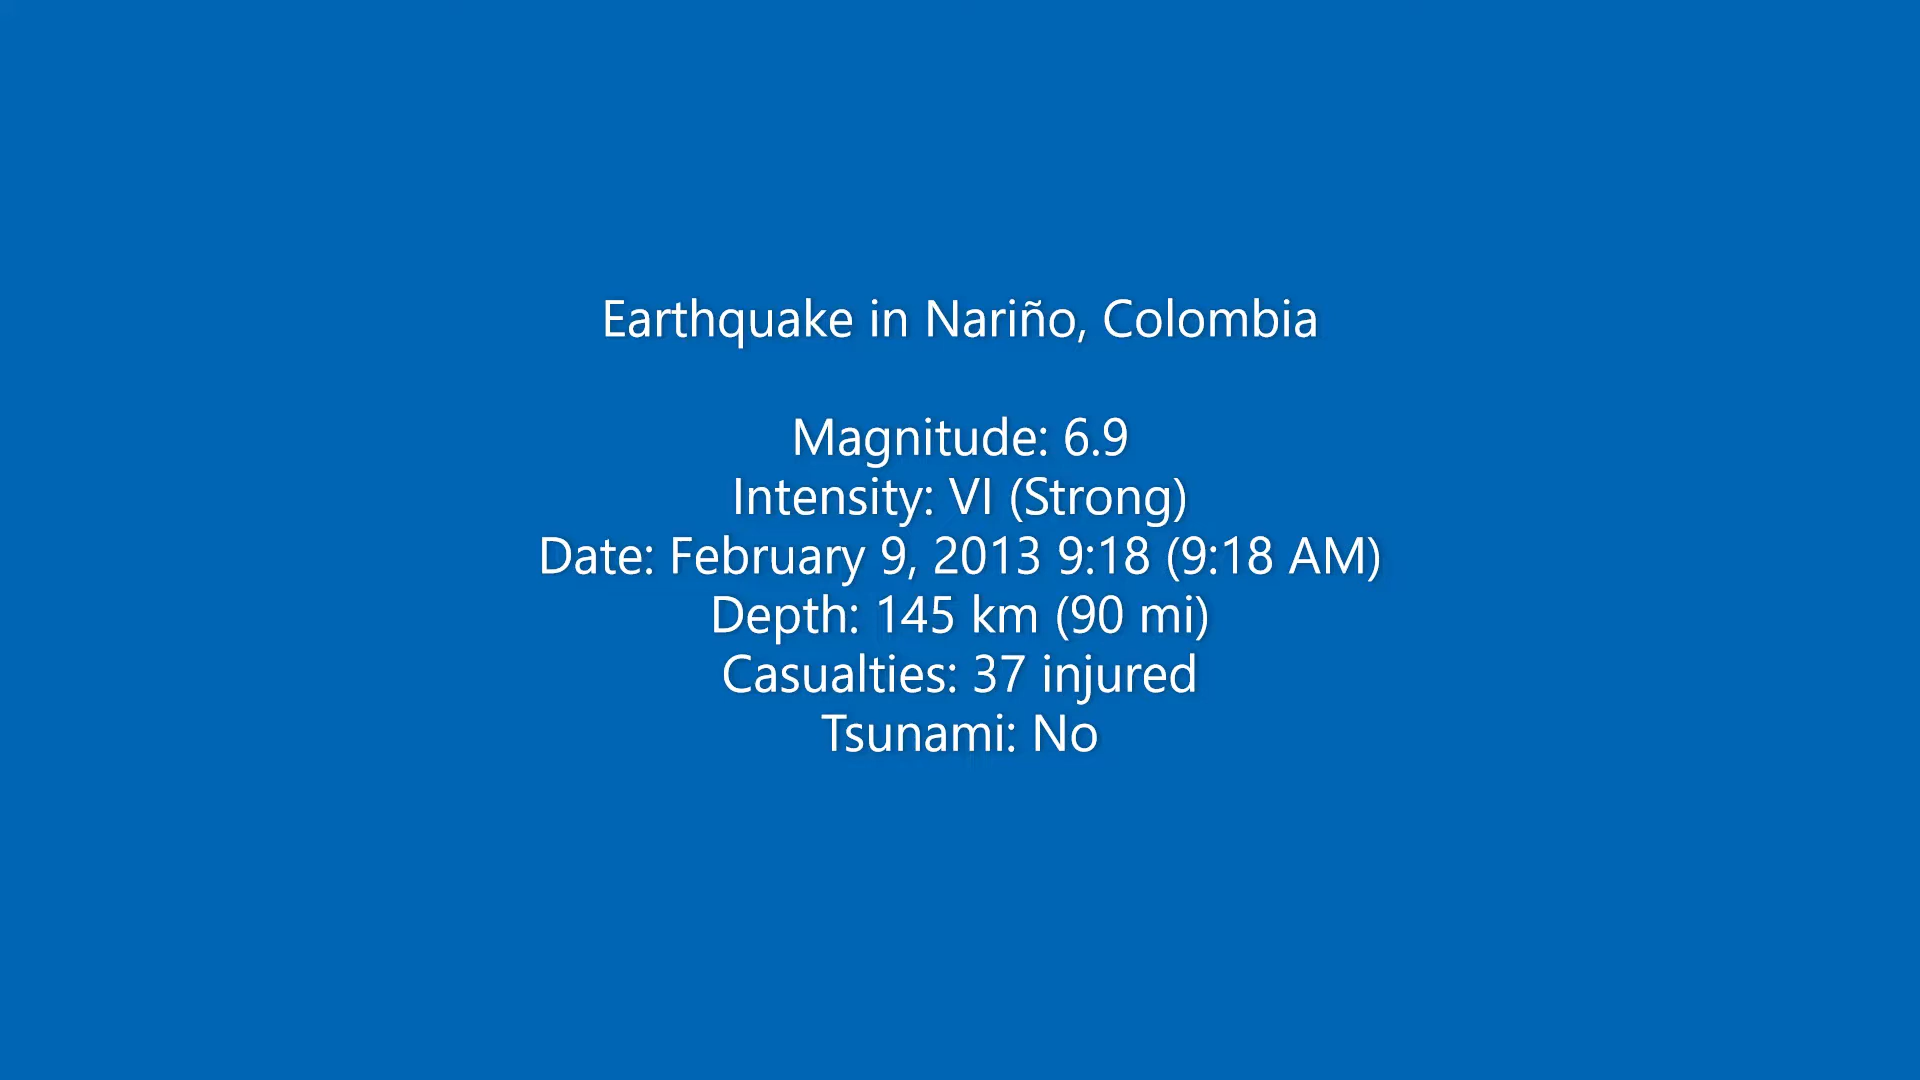 Earthquake in Nariño, Colombia
Magnitude: 6.9
Intensity: VI (Strong)
Date: February 9, 2013 9:18 (9:18 AM)
Depth: 145 km (90 mi)
Casualties: 37 injured
Tsunami: No